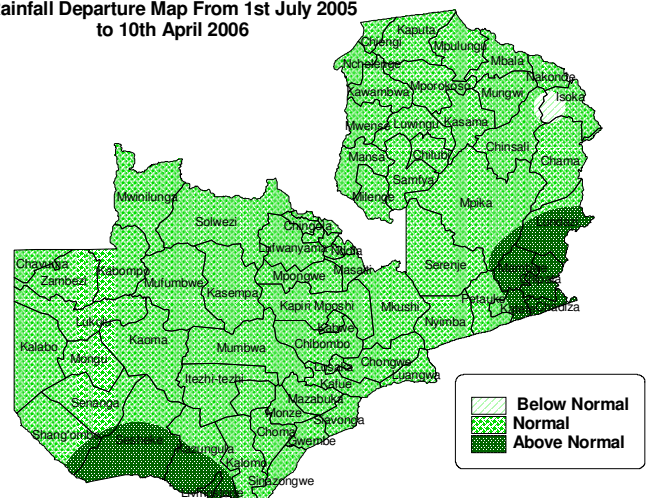 ainfall Departure Map From 1st July 2005
to 10th April 2006
Kaputa
Chiengi
Mpulungu
Mbala
Nchelenge
Nakonde
Mporokoso
Kawambwa
Mungwi
Isoka
Mwense
Luwingu
Kasama
Chinsali
Mansa
Chilubi
Chama
Samfya
Milenge
Mpika
Mwinilunga
Solwezi
Chingola
Lundazi
Lufwanyama
Ndola
Chavuma
Kabompo
Masaiti
Serenje
Zambezi
Mufumbwe
Mpongwe
Kasempa
Petauke
Kapiri Mposhi
Mkushi
Nyimba
Lukulu
Kabwe
Kaoma
Kalabo
Mumbwa
Chibombo
Mongu
Chongwe
Lusaka
Luangwa
Itezhi-tezhi
Kafue
Senanga
Mazabuka
Monze
Siavonga
Shang'ombo
Sesheke
Choma
Gwembe
Kazungula
Kalomo
Sinazongwe
Below Normal
Normal
Above Normal